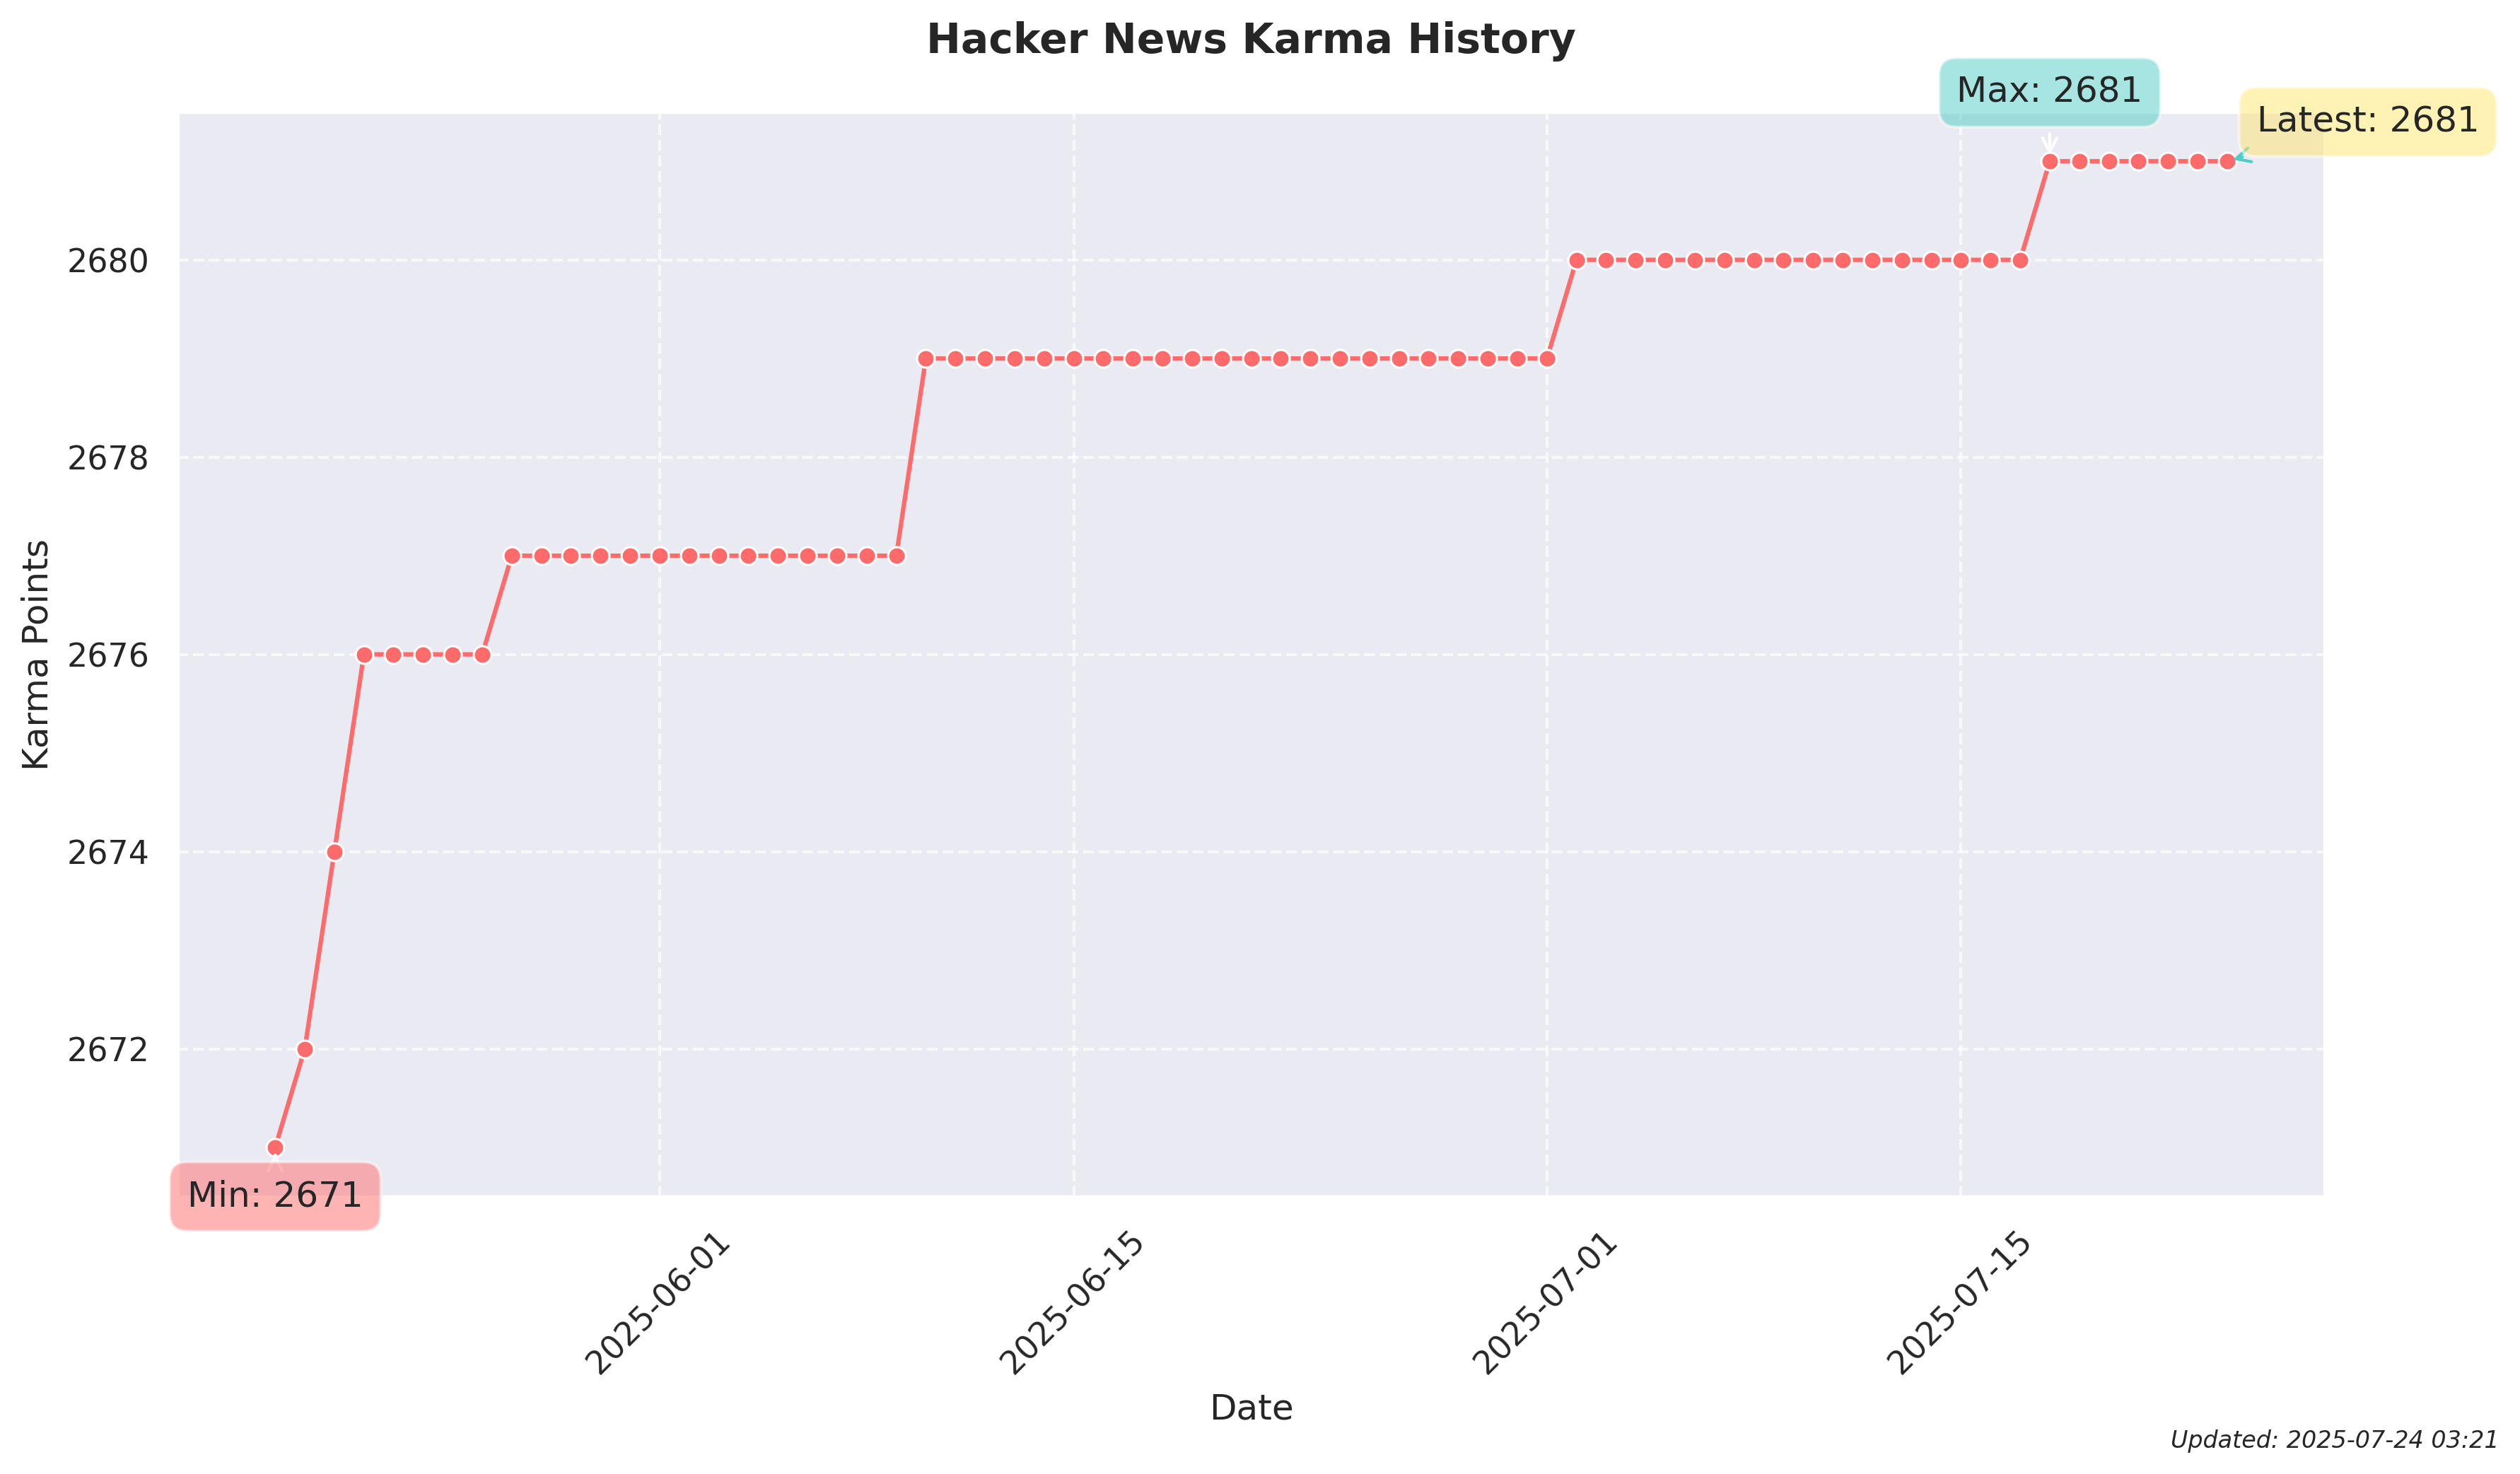 Hacker News Karma History
Max: 2681
Latest: 2681
2680
2678
2676
2674
2672
Karma Points
Min: 2671
2025-06-01
2025-06-15
2025-07-01
2025-07-15
Date
Updated: 2025-07-24 03:21